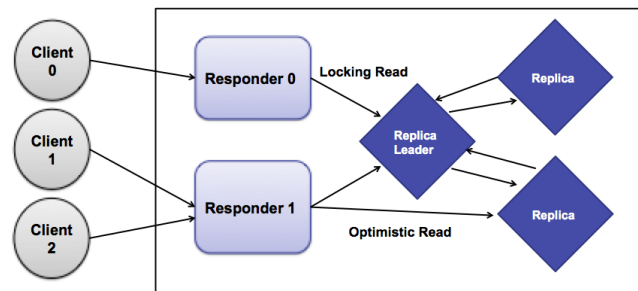 Client
0
Client
1
Client
2
Responder 0
Responder 1
Locking Read
Optimistic Read
Replica
Leader
Replica
Replica